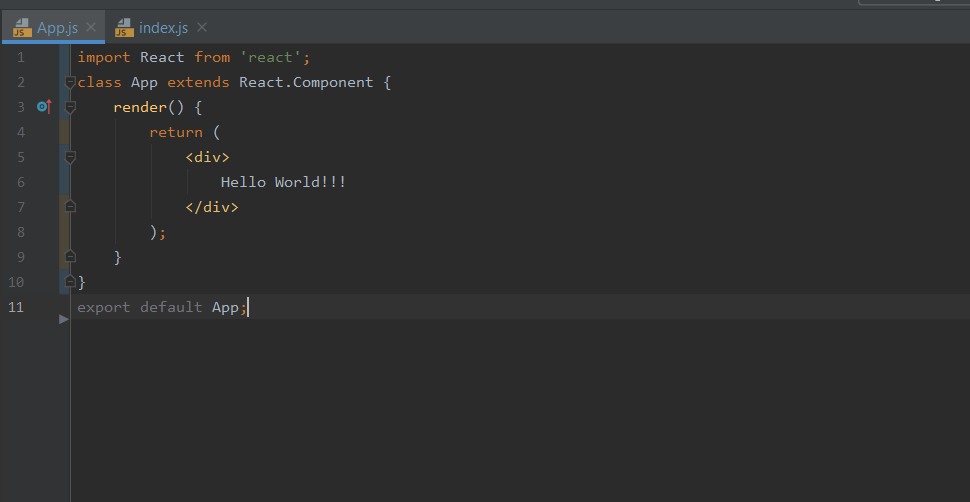 App.js index.js
1 import React from 'react';
2 class App extends React.Component {
3 render() {
4 return (
5 <div>
6 Hello World!!!
7 </div>
8 );
9 }
10 }
11 export default App;